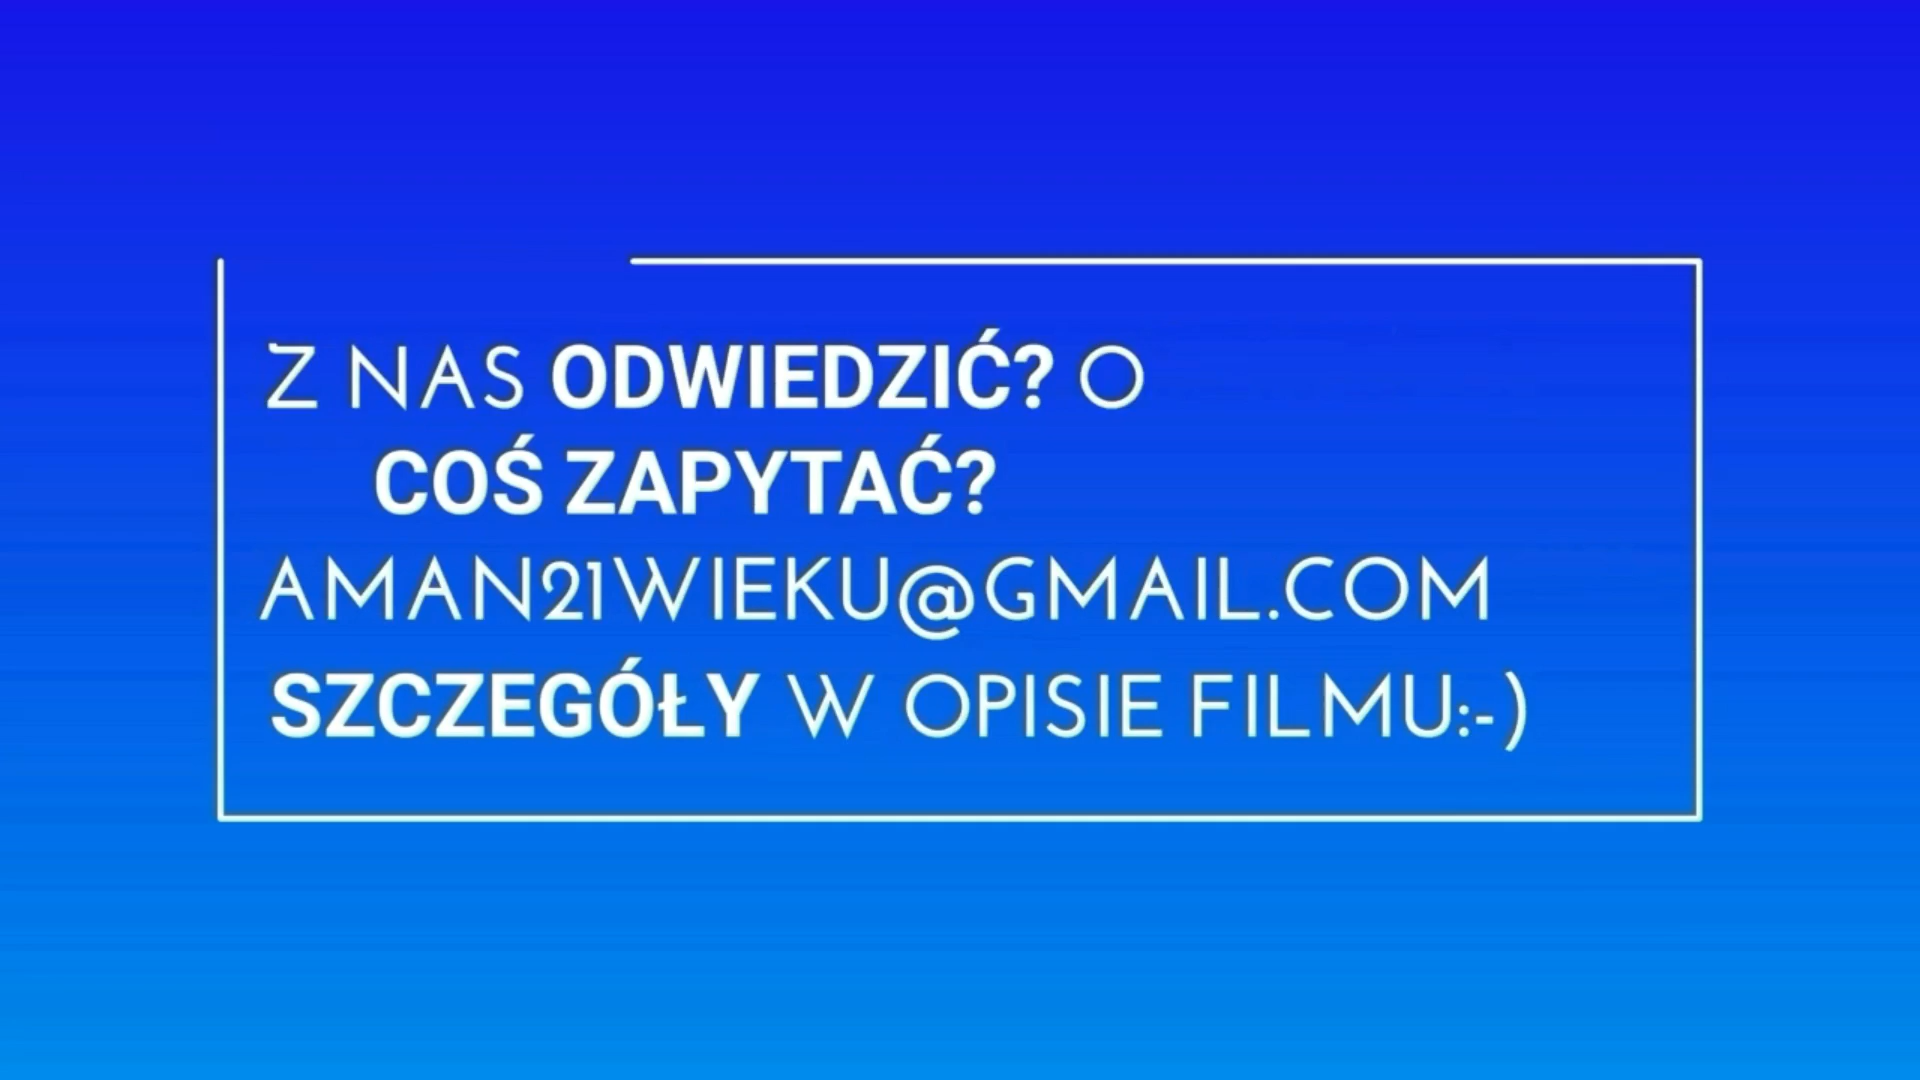 Z NAS ODWIEDZIĆ? O
COŚ ZAPYTAĆ?
AMAN21WIEKU@GMAIL.COM
SZCZEGÓŁY W OPISIE FILMU:-)